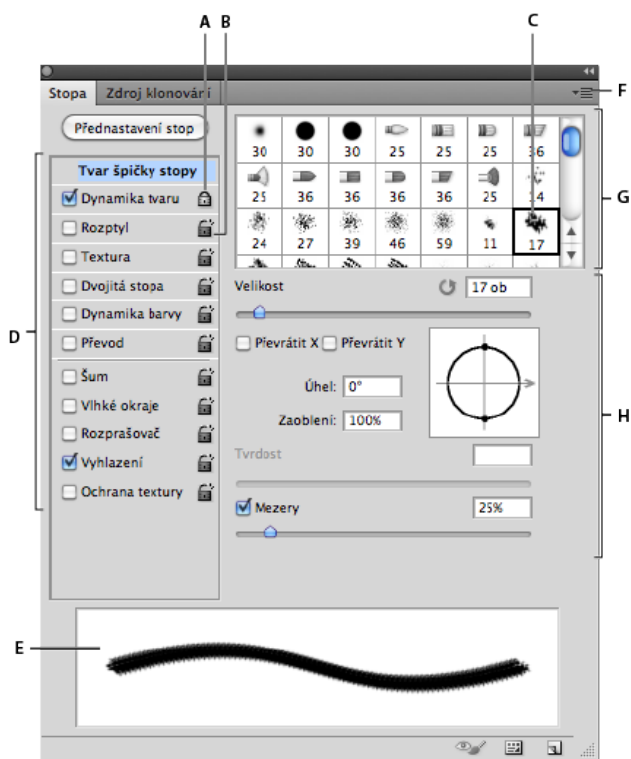 A B C
Stopa Zdroj klonování
F
Přednastavení stop
30 30 30 25 25 25 36
Tvar špičky stopy
Dynamika tvaru
25 36 36 36 36 25 14
G
Rozptyl
24 27 39 46 59 11 17
Textura
Dvojitá stopa
Velikost 17 ob
Dynamika barvy
D
Převod
Převrátit X Převrátit Y
Šum
Úhel: 0°
Vlhké okraje
Zaoblení: 100%
H
Rozprašovač
Tvrdost
Vyhlazení
Ochrana textury
Mezery 25%
E